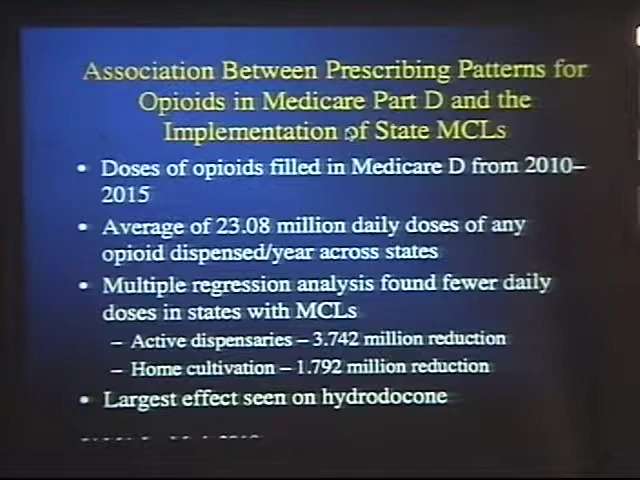 Association Between Prescribing Patterns for
Opioids in Medicare Part D and the
Implementation of State MCLs
• Doses of opioids filled in Medicare D from 2010–
2015
• Average of 23.08 million daily doses of any
opioid dispensed/year across states
• Multiple regression analysis found fewer daily
doses in states with MCLs
– Active dispensaries – 3.742 million reduction
– Home cultivation – 1.792 million reduction
• Largest effect seen on hydrodocone